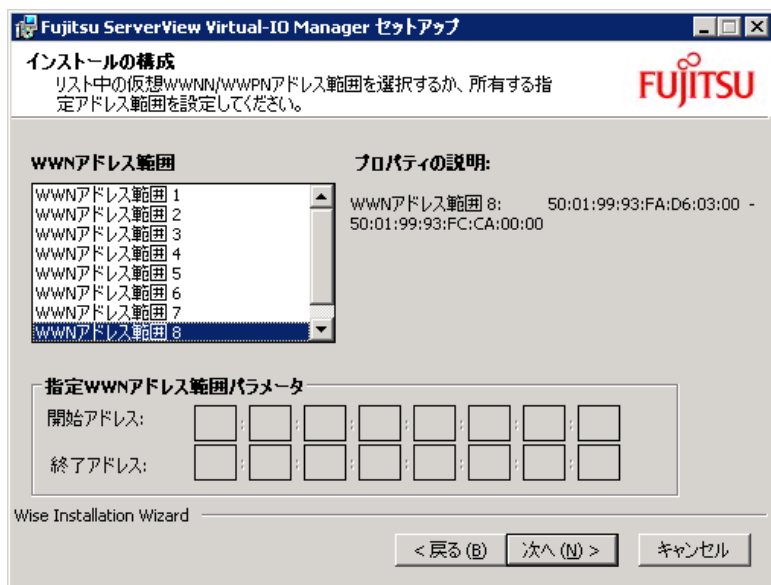 Fujitsu ServerView Virtual-IO Manager セットアップ
インストールの構成
リスト中の仮想WWNN/WWPNアドレス範囲を選択するか、所有する指
定アドレス範囲を設定してください。
FUJITSU
WWNアドレス範囲
WWNアドレス範囲 1
WWNアドレス範囲 2
WWNアドレス範囲 3
WWNアドレス範囲 4
WWNアドレス範囲 5
WWNアドレス範囲 6
WWNアドレス範囲 7
WWNアドレス範囲 8
プロパティの説明:
WWNアドレス範囲 8: 50:01:99:93:FA:D6:03:00 -
50:01:99:93:FC:CA:00:00
指定WWNアドレス範囲パラメータ
開始アドレス: : : : : : : :
終了アドレス: : : : : : : :
Wise Installation Wizard
< 戻る (B) 次へ (N) > キャンセル